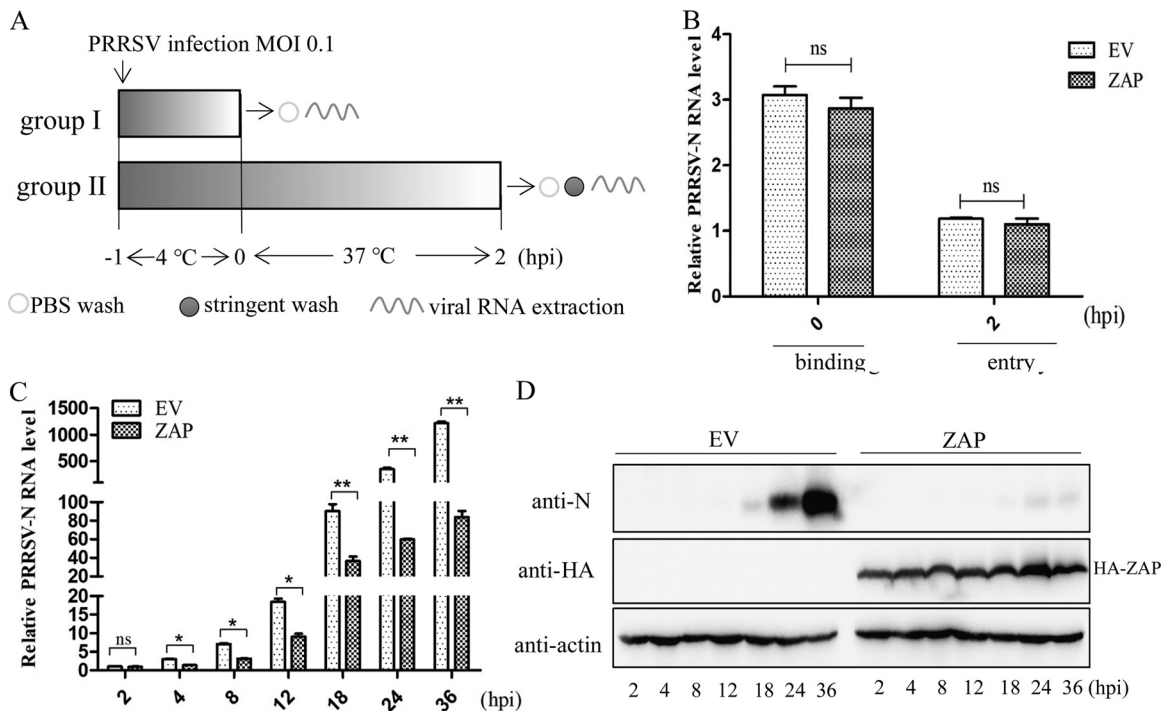 A
PRRSV infection MOI 0.1
group I
group II
-1 4 °C 0 37 °C 2 (hpi)
PBS wash stringent wash viral RNA extraction
B
Relative PRRSV-N RNA level
4
3
2
1
0
ns
ns
EV
ZAP
0 2 (hpi)
binding entry
C
Relative PRRSV-N RNA level
1500
1000
500
100
80
60
40
20
20
15
10
5
0
EV
ZAP
ns * * * ** ** **
2 4 8 12 18 24 36 (hpi)
D
EV ZAP
anti-N
anti-HA HA-ZAP
anti-actin
2 4 8 12 18 24 36 2 4 8 12 18 24 36 (hpi)